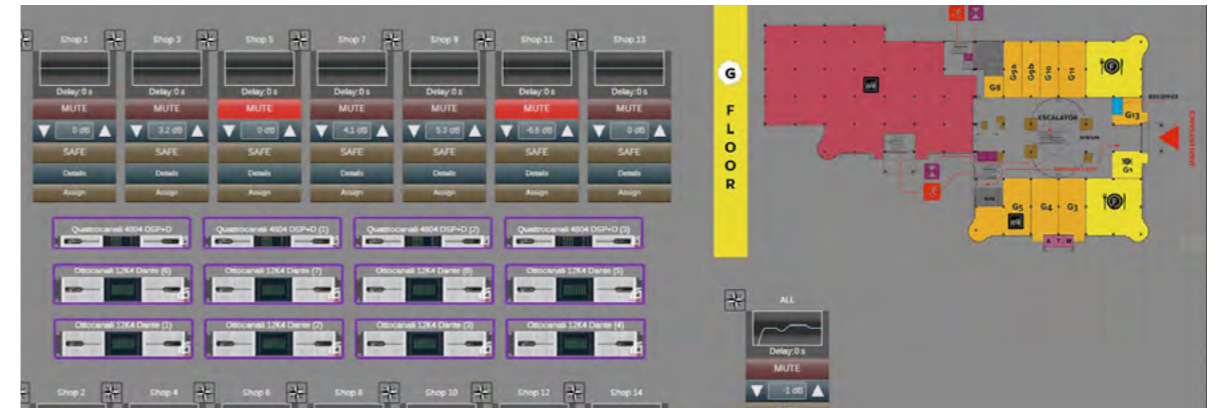 Shop 1 Shop 3 Shop 5 Shop 7 Shop 9 Shop 11 Shop 13
Delay:0 s Delay:0 s Delay:0 s Delay:0 s Delay:0 s Delay:0 s Delay:0 s
MUTE MUTE MUTE MUTE MUTE MUTE MUTE
0 dB 3.2 dB 0 dB 4.1 dB 5.3 dB -6.6 dB 0 dB
SAFE SAFE SAFE SAFE SAFE SAFE SAFE
Details Details Details Details Details Details Details
Assign Assign Assign Assign Assign Assign Assign
Quattrocanali 4804 DSP+D Quattrocanali 4804 DSP+D (1) Quattrocanali 4804 DSP+D (2) Quattrocanali 4804 DSP+D (3)
Ottocanali 12K4 Dante (6) Ottocanali 12K4 Dante (7) Ottocanali 12K4 Dante (8) Ottocanali 12K4 Dante (5)
Ottocanali 12K4 Dante (1) Ottocanali 12K4 Dante (2) Ottocanali 12K4 Dante (3) Ottocanali 12K4 Dante (4)
Shop 2 Shop 4 Shop 6 Shop 8 Shop 10 Shop 12 Shop 14
G
FLOOR
G8 G9a G9b G10 G11
G13
BOX OFFICE
ESCALATOR
ATRIUM
G1
G5 G4 G3
ATM
ALL
Delay:0 s
MUTE
-1 dB